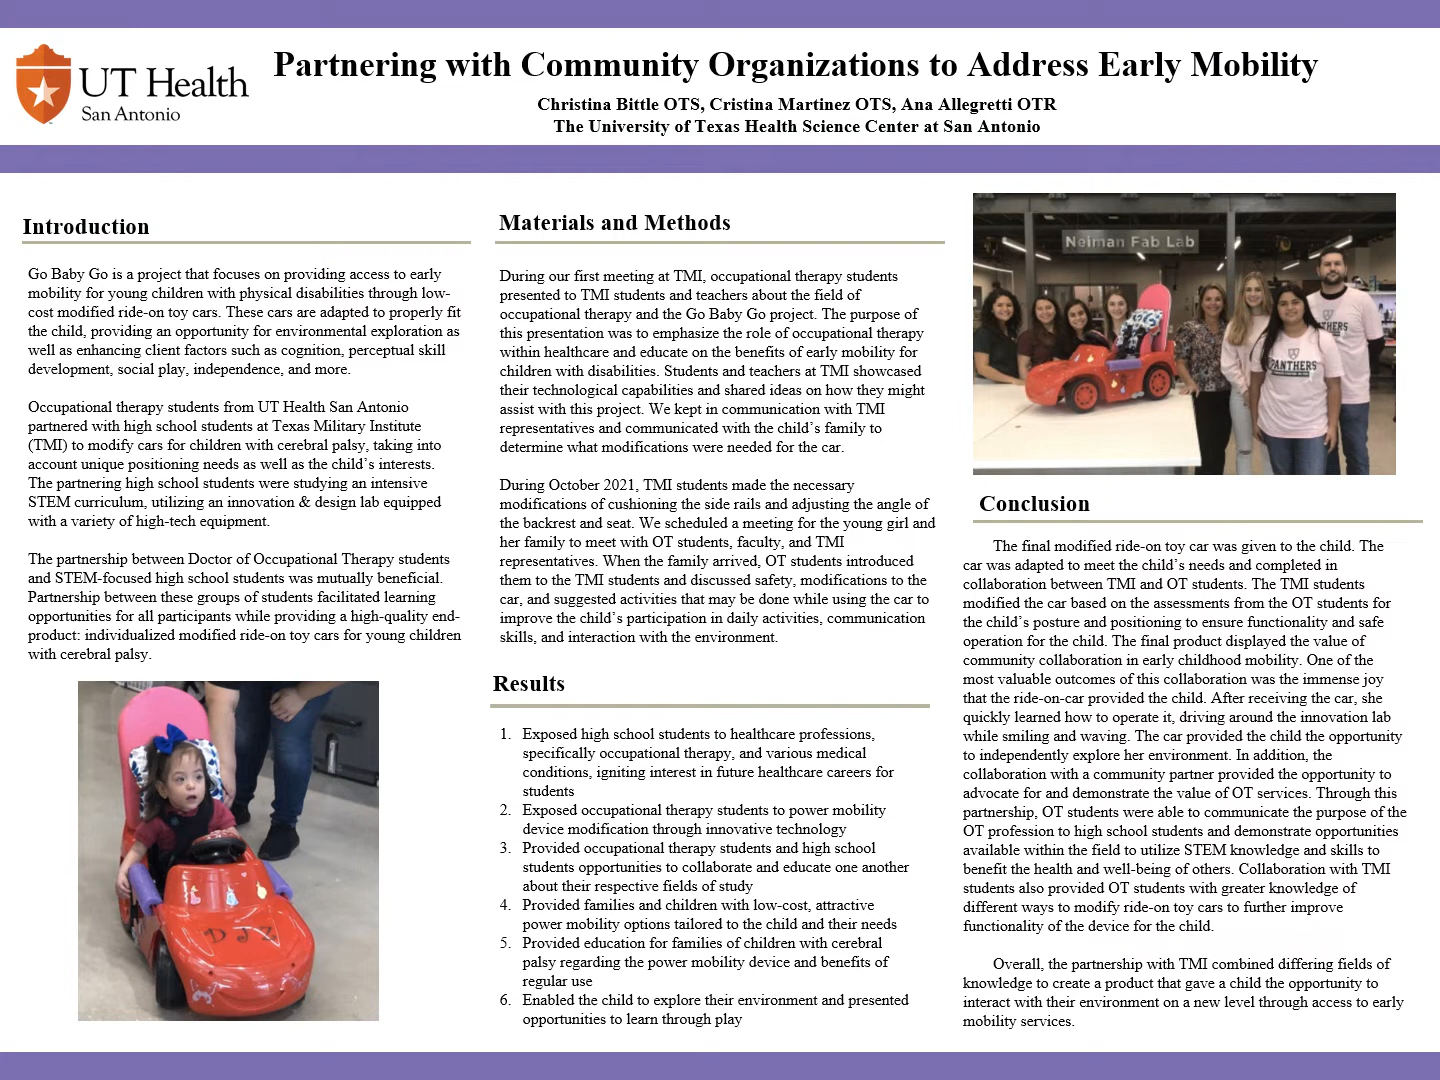 UT Health
San Antonio
Partnering with Community Organizations to Address Early Mobility
Christina Bittle OTS, Cristina Martinez OTS, Ana Allegretti OTR
The University of Texas Health Science Center at San Antonio
Introduction
Go Baby Go is a project that focuses on providing access to early
mobility for young children with physical disabilities through low-
cost modified ride-on toy cars. These cars are adapted to properly fit
the child, providing an opportunity for environmental exploration as
well as enhancing client factors such as cognition, perceptual skill
development, social play, independence, and more.
Occupational therapy students from UT Health San Antonio
partnered with high school students at Texas Military Institute
(TMI) to modify cars for children with cerebral palsy, taking into
account unique positioning needs as well as the child's interests.
The partnering high school students were studying an intensive
STEM curriculum, utilizing an innovation & design lab equipped
with a variety of high-tech equipment.
The partnership between Doctor of Occupational Therapy students
and STEM-focused high school students was mutually beneficial.
Partnership between these groups of students facilitated learning
opportunities for all participants while providing a high-quality end-
product: individualized modified ride-on toy cars for young children
with cerebral palsy.
DJZ
Materials and Methods
During our first meeting at TMI, occupational therapy students
presented to TMI students and teachers about the field of
occupational therapy and the Go Baby Go project. The purpose of
this presentation was to emphasize the role of occupational therapy
within healthcare and educate on the benefits of early mobility for
children with disabilities. Students and teachers at TMI showcased
their technological capabilities and shared ideas on how they might
assist with this project. We kept in communication with TMI
representatives and communicated with the child's family to
determine what modifications were needed for the car.
During October 2021, TMI students made the necessary
modifications of cushioning the side rails and adjusting the angle of
the backrest and seat. We scheduled a meeting for the young girl and
her family to meet with OT students, faculty, and TMI
representatives. When the family arrived, OT students introduced
them to the TMI students and discussed safety, modifications to the
car, and suggested activities that may be done while using the car to
improve the child's participation in daily activities, communication
skills, and interaction with the environment.
Results
1. Exposed high school students to healthcare professions,
specifically occupational therapy, and various medical
conditions, igniting interest in future healthcare careers for
students
2. Exposed occupational therapy students to power mobility
device modification through innovative technology
3. Provided occupational therapy students and high school
students opportunities to collaborate and educate one another
about their respective fields of study
4. Provided families and children with low-cost, attractive
power mobility options tailored to the child and their needs
5. Provided education for families of children with cerebral
palsy regarding the power mobility device and benefits of
regular use
6. Enabled the child to explore their environment and presented
opportunities to learn through play
Neiman Fab Lab
PANTHERS
Conclusion
The final modified ride-on toy car was given to the child. The
car was adapted to meet the child's needs and completed in
collaboration between TMI and OT students. The TMI students
modified the car based on the assessments from the OT students for
the child's posture and positioning to ensure functionality and safe
operation for the child. The final product displayed the value of
community collaboration in early childhood mobility. One of the
most valuable outcomes of this collaboration was the immense joy
that the ride-on-car provided the child. After receiving the car, she
quickly learned how to operate it, driving around the innovation lab
while smiling and waving. The car provided the child the opportunity
to independently explore her environment. In addition, the
collaboration with a community partner provided the opportunity to
advocate for and demonstrate the value of OT services. Through this
partnership, OT students were able to communicate the purpose of the
OT profession to high school students and demonstrate opportunities
available within the field to utilize STEM knowledge and skills to
benefit the health and well-being of others. Collaboration with TMI
students also provided OT students with greater knowledge of
different ways to modify ride-on toy cars to further improve
functionality of the device for the child.
Overall, the partnership with TMI combined differing fields of
knowledge to create a product that gave a child the opportunity to
interact with their environment on a new level through access to early
mobility services.